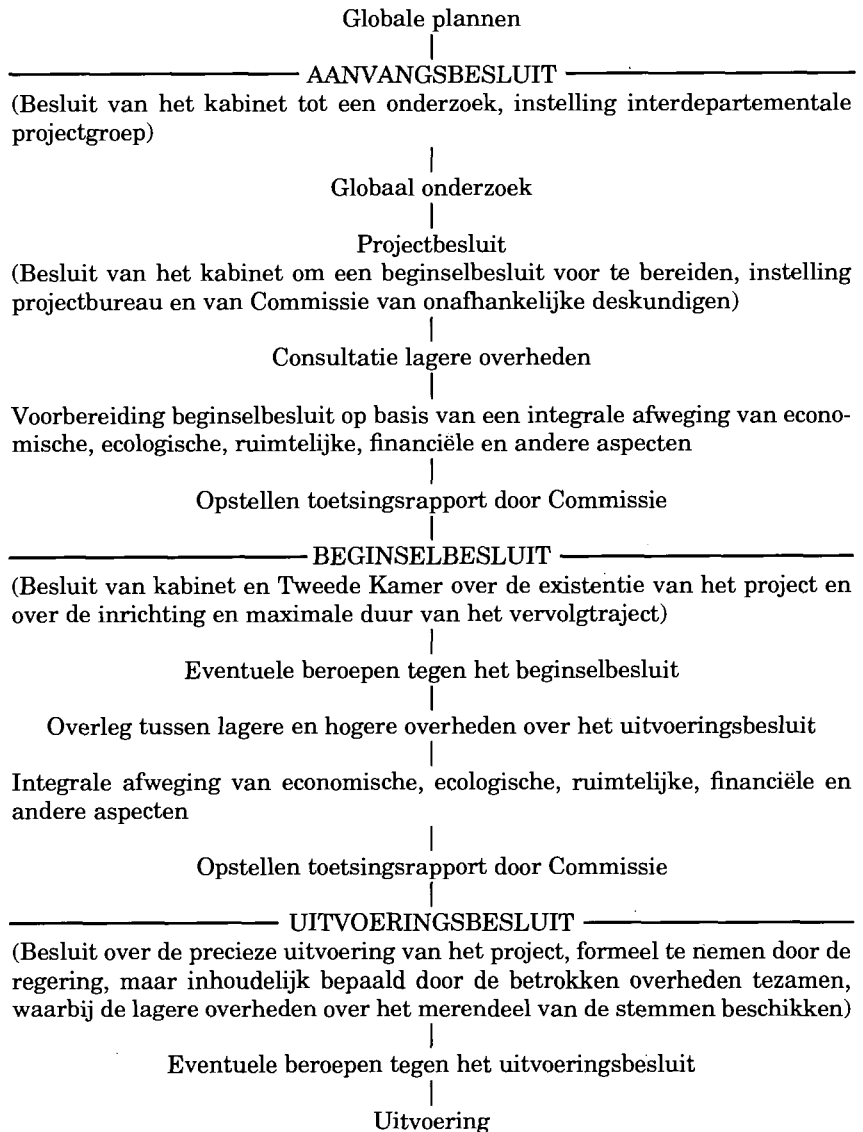 Globale plannen
AANVANGSBESLUIT
(Besluit van het kabinet tot een onderzoek, instelling interdepartementale
projectgroep)
Globaal onderzoek
Projectbesluit
(Besluit van het kabinet om een beginselbesluit voor te bereiden, instelling
projectbureau en van Commissie van onafhankelijke deskundigen)
Consultatie lagere overheden
Voorbereiding beginselbesluit op basis van een integrale afweging van econo-
mische, ecologische, ruimtelijke, financiële en andere aspecten
Opstellen toetsingsrapport door Commissie
BEGINSELBESLUIT
(Besluit van kabinet en Tweede Kamer over de existentie van het project en
over de inrichting en maximale duur van het vervolgtraject)
Eventuele beroepen tegen het beginselbesluit
Overleg tussen lagere en hogere overheden over het uitvoeringsbesluit
Integrale afweging van economische, ecologische, ruimtelijke, financiële en
andere aspecten
Opstellen toetsingsrapport door Commissie
UITVOERINGSBESLUIT
(Besluit over de precieze uitvoering van het project, formeel te nemen door de
regering, maar inhoudelijk bepaald door de betrokken overheden tezamen,
waarbij de lagere overheden over het merendeel van de stemmen beschikken)
Eventuele beroepen tegen het uitvoeringsbesluit
Uitvoering